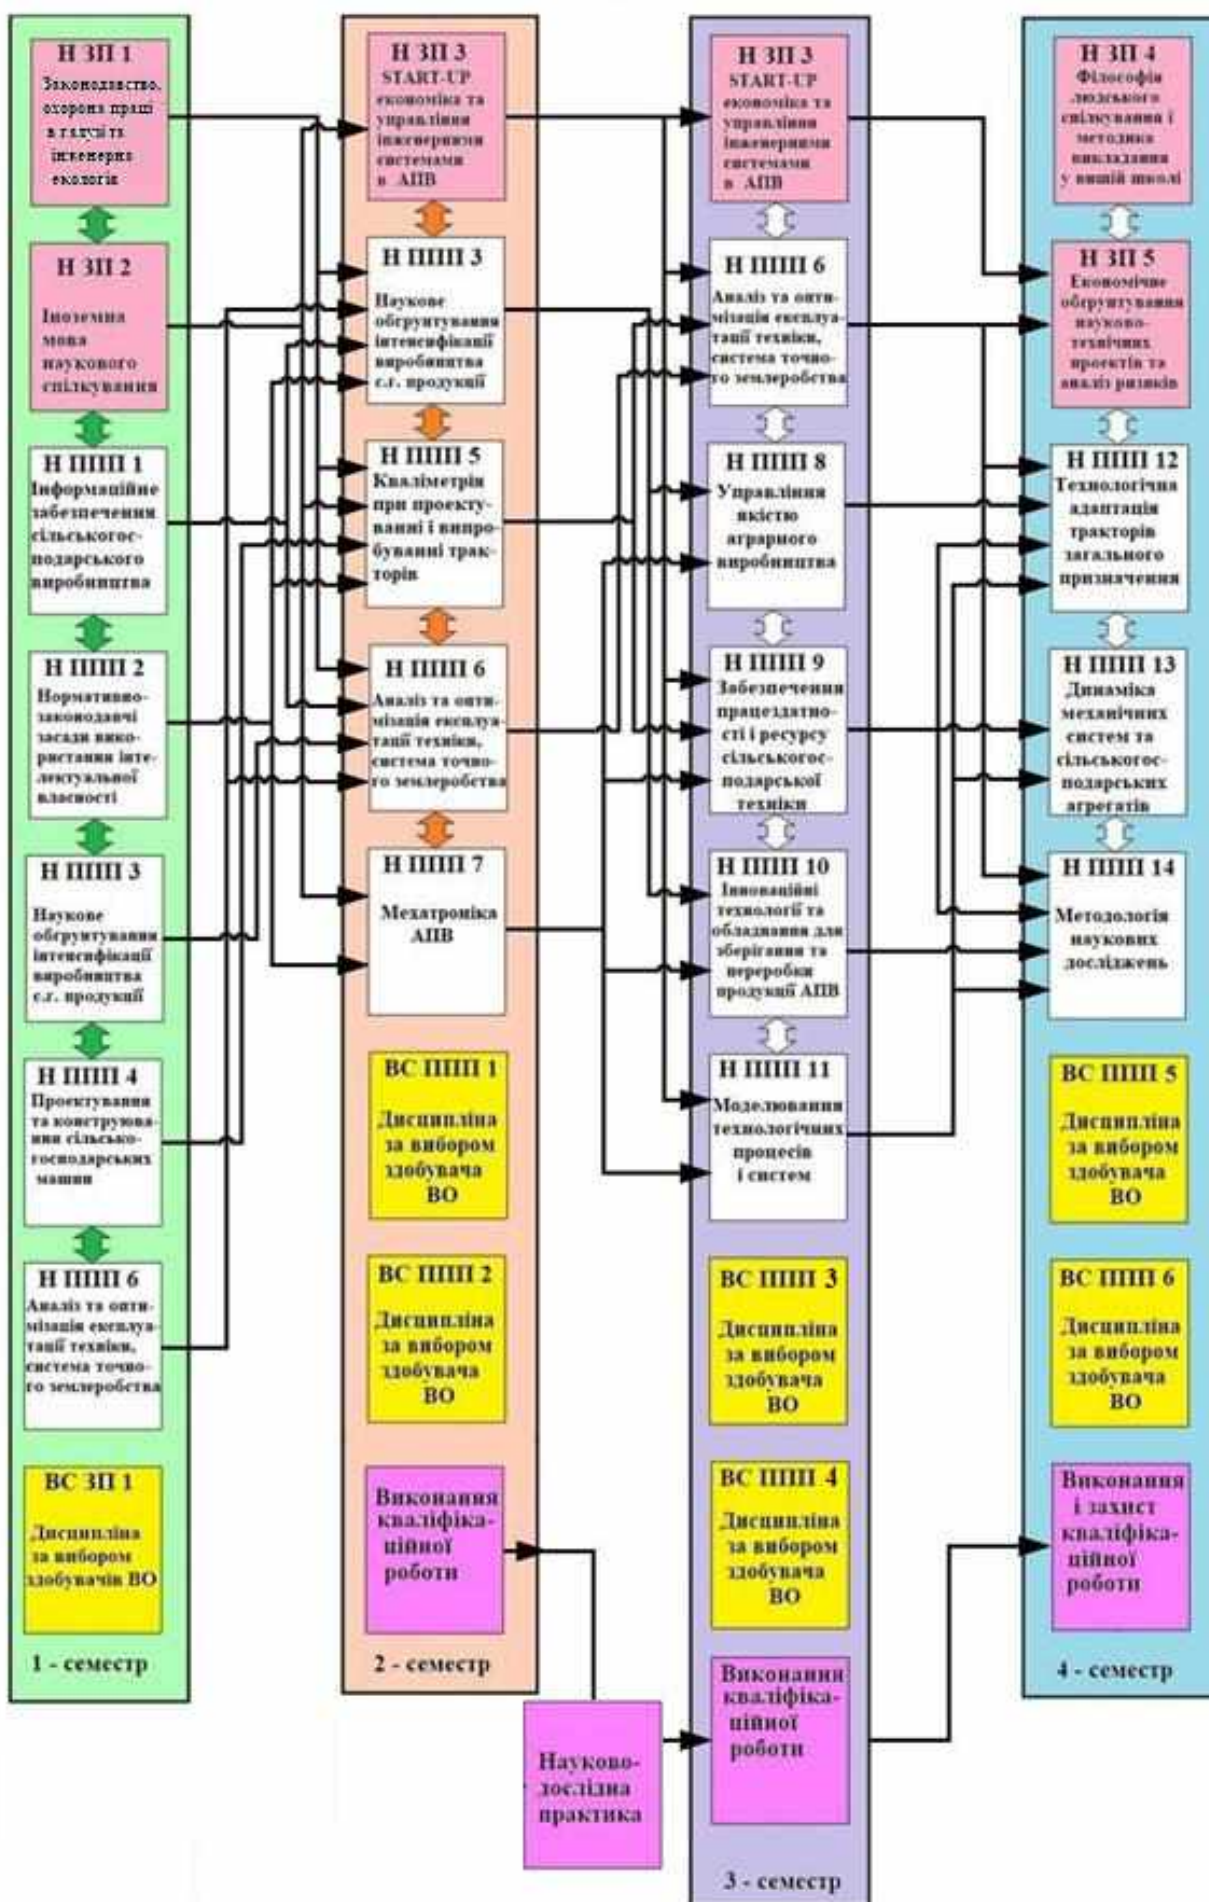 Н ЗП 1
Законодавство,
охорона праці
в галузі та
інженерна
екологія
Н ЗП 2
Іноземна
мова
наукового
спілкування
Н ППП 1
Інформаційне
забезпечення
сільськогос-
подарського
виробництва
Н ППП 2
Нормативно-
законодавчі
засади вико-
ристання інте-
лектуальної
власності
Н ППП 3
Наукове
обгрунтування
інтенсифікації
виробництва
с.г. продукції
Н ППП 4
Проектування
та конструюва-
ння сільсько-
господарських
машин
Н ППП 6
Аналіз та опти-
мізація експлуа-
тації техніки,
система точно-
го землеробства
ВС ЗП 1
Дисципліна
за вибором
здобувачів ВО
1 - семестр
Н ЗП 3
START-UP
економіка та
управління
інженерними
системами
в АПВ
Н ППП 3
Наукове
обгрунтування
інтенсифікації
виробництва
с.г. продукції
Н ППП 5
Кваліметрія
при проекту-
ванні і випро-
буванні трак-
торів
Н ППП 6
Аналіз та опти-
мізація експлуа-
тації техніки,
система точно-
го землеробства
Н ППП 7
Мехатроніка
АПВ
ВС ППП 1
Дисципліна
за вибором
здобувача
ВО
ВС ППП 2
Дисципліна
за вибором
здобувача
ВО
Виконання
кваліфіка-
ційної
роботи
2 - семестр
Науково-
дослідна
практика
Н ЗП 3
START-UP
економіка та
управління
інженерними
системами
в АПВ
Н ППП 6
Аналіз та опти-
мізація експлуа-
тації техніки,
система точно-
го землеробства
Н ППП 8
Управління
якістю
аграрного
виробництва
Н ППП 9
Забезпечення
працездатно-
сті і ресурсу
сільськогос-
подарської
техніки
Н ППП 10
Інноваційні
технології та
обладнання для
зберігання та
переробки
продукції АПВ
Н ППП 11
Моделювання
технологічних
процесів
і систем
ВС ППП 3
Дисципліна
за вибором
здобувача
ВО
ВС ППП 4
Дисципліна
за вибором
здобувача
ВО
Виконання
кваліфіка-
ційної
роботи
3 - семестр
Н ЗП 4
Філософія
людського
спілкування і
методика
викладання
у вищій школі
Н ЗП 5
Економічне
обгрунтування
науково-
технічних
проектів та
аналіз ризиків
Н ППП 12
Технологічна
адаптація
тракторів
загального
призначення
Н ППП 13
Динаміка
механічних
систем та
сільськогос-
подарських
агрегатів
Н ППП 14
Методологія
наукових
досліджень
ВС ППП 5
Дисципліна
за вибором
здобувача
ВО
ВС ППП 6
Дисципліна
за вибором
здобувача
ВО
Виконання
і захист
кваліфіка-
ційної
роботи
4 - семестр